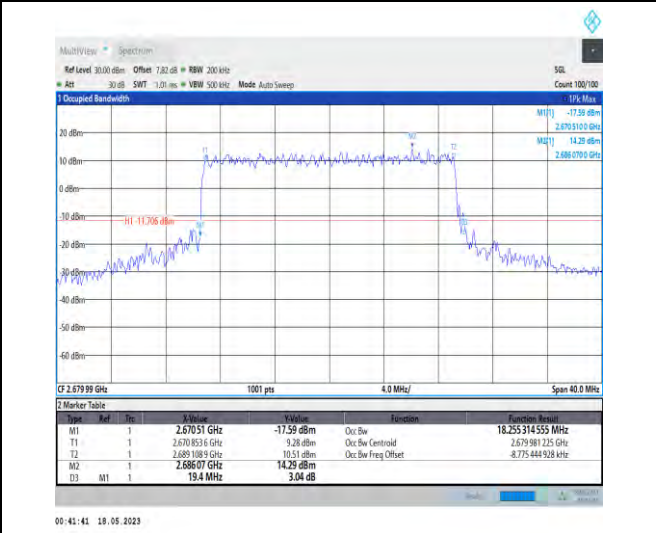 MultiView Spectrum
Ref Level 30.00 dBm Offset 7.82 dB RBW 200 kHz SGL
Att 30 dB SWT 1.01 ms VBW 500 kHz Mode Auto Sweep Count 100/100
1 Occupied Bandwidth 1Pk Max
M1[1] -17.59 dBm
2.670 510 0 GHz
M2[1] 14.29 dBm
2.686 070 0 GHz
20 dBm
M2
T1 T2
10 dBm
0 dBm
-10 dBm
H1 -11.706 dBm
M1 D3
-20 dBm
-30 dBm
-40 dBm
-50 dBm
-60 dBm
CF 2.679 99 GHz 1001 pts 4.0 MHz/ Span 40.0 MHz
2 Marker Table
Type Ref Trc X-Value Y-Value Function Function Result
M1 1 2.670 51 GHz -17.59 dBm Occ Bw 18.255 314 555 MHz
T1 1 2.670 853 6 GHz 9.28 dBm Occ Bw Centroid 2.679 981 225 GHz
T2 1 2.689 108 9 GHz 10.51 dBm Occ Bw Freq Offset -8.775 444 928 kHz
M2 1 2.686 07 GHz 14.29 dBm
D3 M1 1 19.4 MHz 3.04 dB
00:41:41 18.05.2023